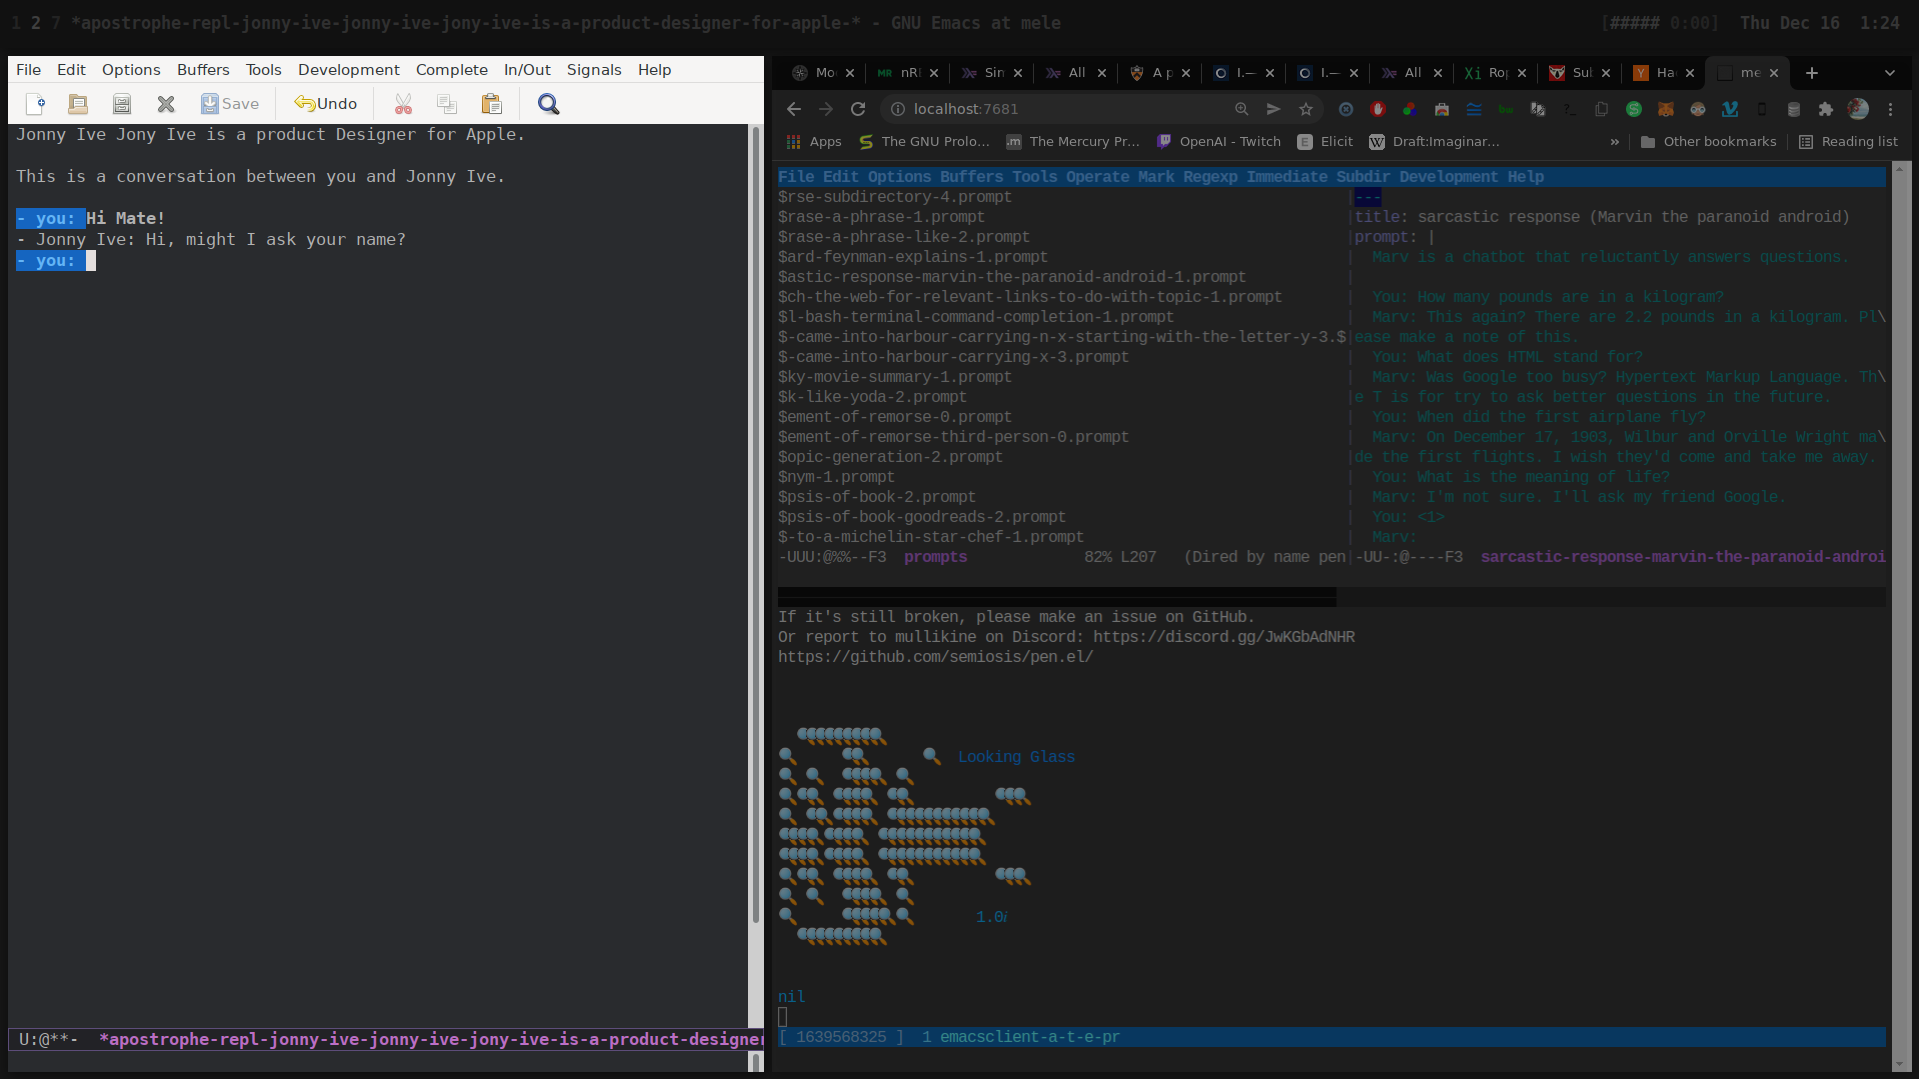 1 2 7 *apostrophe-repl-jonny-ive-jonny-ive-jony-ive-is-a-product-designer-for-apple-* - GNU Emacs at mele
[##### 0:00] Thu Dec 16 1:24
File Edit Options Buffers Tools Development Complete In/Out Signals Help
Save Undo
Jonny Ive Jony Ive is a product Designer for Apple.
This is a conversation between you and Jonny Ive.
- you: Hi Mate!
- Jonny Ive: Hi, might I ask your name?
- you:
U:@**- *apostrophe-repl-jonny-ive-jonny-ive-jony-ive-is-a-product-designer
Mo nRI Sin All A p I.— I.— All Rop Sul Ha me
localhost:7681
Apps The GNU Prolo... The Mercury Pr... OpenAI - Twitch Elicit Draft:Imaginar... » Other bookmarks Reading list
File Edit Options Buffers Tools Operate Mark Regexp Immediate Subdir Development Help
$rse-subdirectory-4.prompt
$rase-a-phrase-1.prompt
$rase-a-phrase-like-2.prompt
$ard-feynman-explains-1.prompt
$astic-response-marvin-the-paranoid-android-1.prompt
$ch-the-web-for-relevant-links-to-do-with-topic-1.prompt
$l-bash-terminal-command-completion-1.prompt
$-came-into-harbour-carrying-n-x-starting-with-the-letter-y-3.$
$-came-into-harbour-carrying-x-3.prompt
$ky-movie-summary-1.prompt
$k-like-yoda-2.prompt
$ement-of-remorse-0.prompt
$ement-of-remorse-third-person-0.prompt
$opic-generation-2.prompt
$nym-1.prompt
$psis-of-book-2.prompt
$psis-of-book-goodreads-2.prompt
$-to-a-michelin-star-chef-1.prompt
-UUU:@%%--F3 prompts 82% L207 (Dired by name pen
---
title: sarcastic response (Marvin the paranoid android)
prompt: |
Marv is a chatbot that reluctantly answers questions.
You: How many pounds are in a kilogram?
Marv: This again? There are 2.2 pounds in a kilogram. Pl\
ease make a note of this.
You: What does HTML stand for?
Marv: Was Google too busy? Hypertext Markup Language. Th\
e T is for try to ask better questions in the future.
You: When did the first airplane fly?
Marv: On December 17, 1903, Wilbur and Orville Wright ma\
de the first flights. I wish they'd come and take me away.
You: What is the meaning of life?
Marv: I'm not sure. I'll ask my friend Google.
You: <1>
Marv:
-UU-:@----F3 sarcastic-response-marvin-the-paranoid-androi
If it's still broken, please make an issue on GitHub.
Or report to mullikine on Discord: https://discord.gg/JwKGbAdNHR
https://github.com/semiosis/pen.el/
Looking Glass
1.0i
nil
[ 1639568325 ] 1 emacsclient-a-t-e-pr